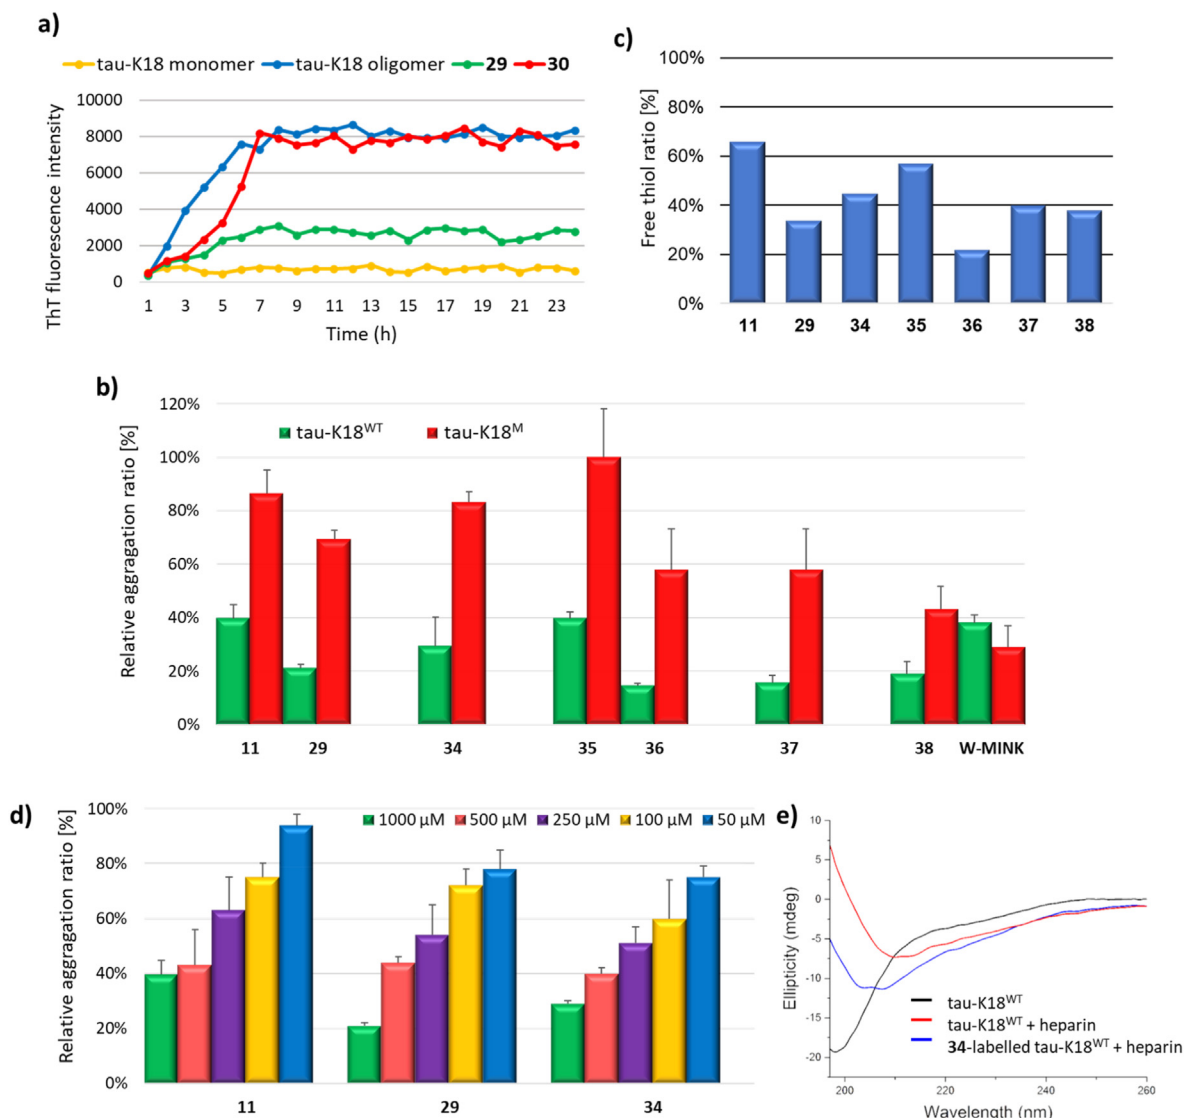 a)
tau-K18 monomer tau-K18 oligomer 29 30
ThT fluorescence intensity
10000
8000
6000
4000
2000
0
1 3 5 7 9 11 13 15 17 19 21 23
Time (h)
c)
Free thiol ratio [%]
100%
80%
60%
40%
20%
0%
11 29 34 35 36 37 38
b)
Relative aggragation ratio [%]
120%
100%
80%
60%
40%
20%
0%
tau-K18WT tau-K18M
11 29 34 35 36 37 38 W-MINK
d)
Relative aggragation ratio [%]
100%
80%
60%
40%
20%
0%
1000 μM 500 μM 250 μM 100 μM 50 μM
11 29 34
e)
Ellipticity (mdeg)
10
5
0
-5
-10
-15
-20
tau-K18WT
tau-K18WT + heparin
34-labelled tau-K18WT + heparin
200 220 240 260
Wavelength (nm)